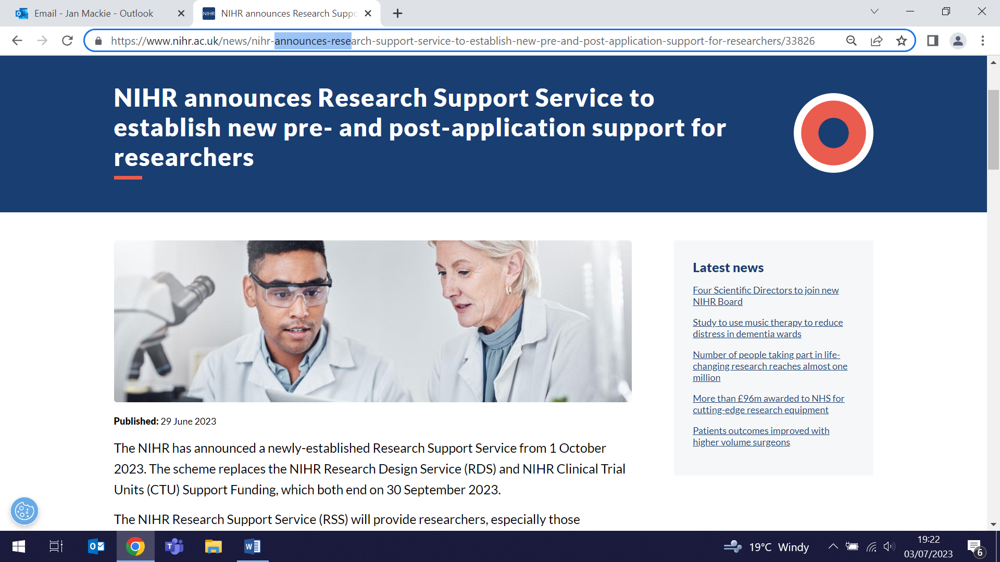 Email - Jan Mackie - Outlook
NIHR
NIHR announces Research Suppo
https://www.nihr.ac.uk/news/nihr-announces-research-support-service-to-establish-new-pre-and-post-application-support-for-researchers/33826
NIHR announces Research Support Service to
establish new pre- and post-application support for
researchers
Latest news
Four Scientific Directors to join new
NIHR Board
Study to use music therapy to reduce
distress in dementia wards
Number of people taking part in life-
changing research reaches almost one
million
More than £96m awarded to NHS for
cutting-edge research equipment
Patients outcomes improved with
higher volume surgeons
Published: 29 June 2023
The NIHR has announced a newly-established Research Support Service from 1 October
2023. The scheme replaces the NIHR Research Design Service (RDS) and NIHR Clinical Trial
Units (CTU) Support Funding, which both end on 30 September 2023.
The NIHR Research Support Service (RSS) will provide researchers, especially those
19°C Windy
19:22
03/07/2023
6